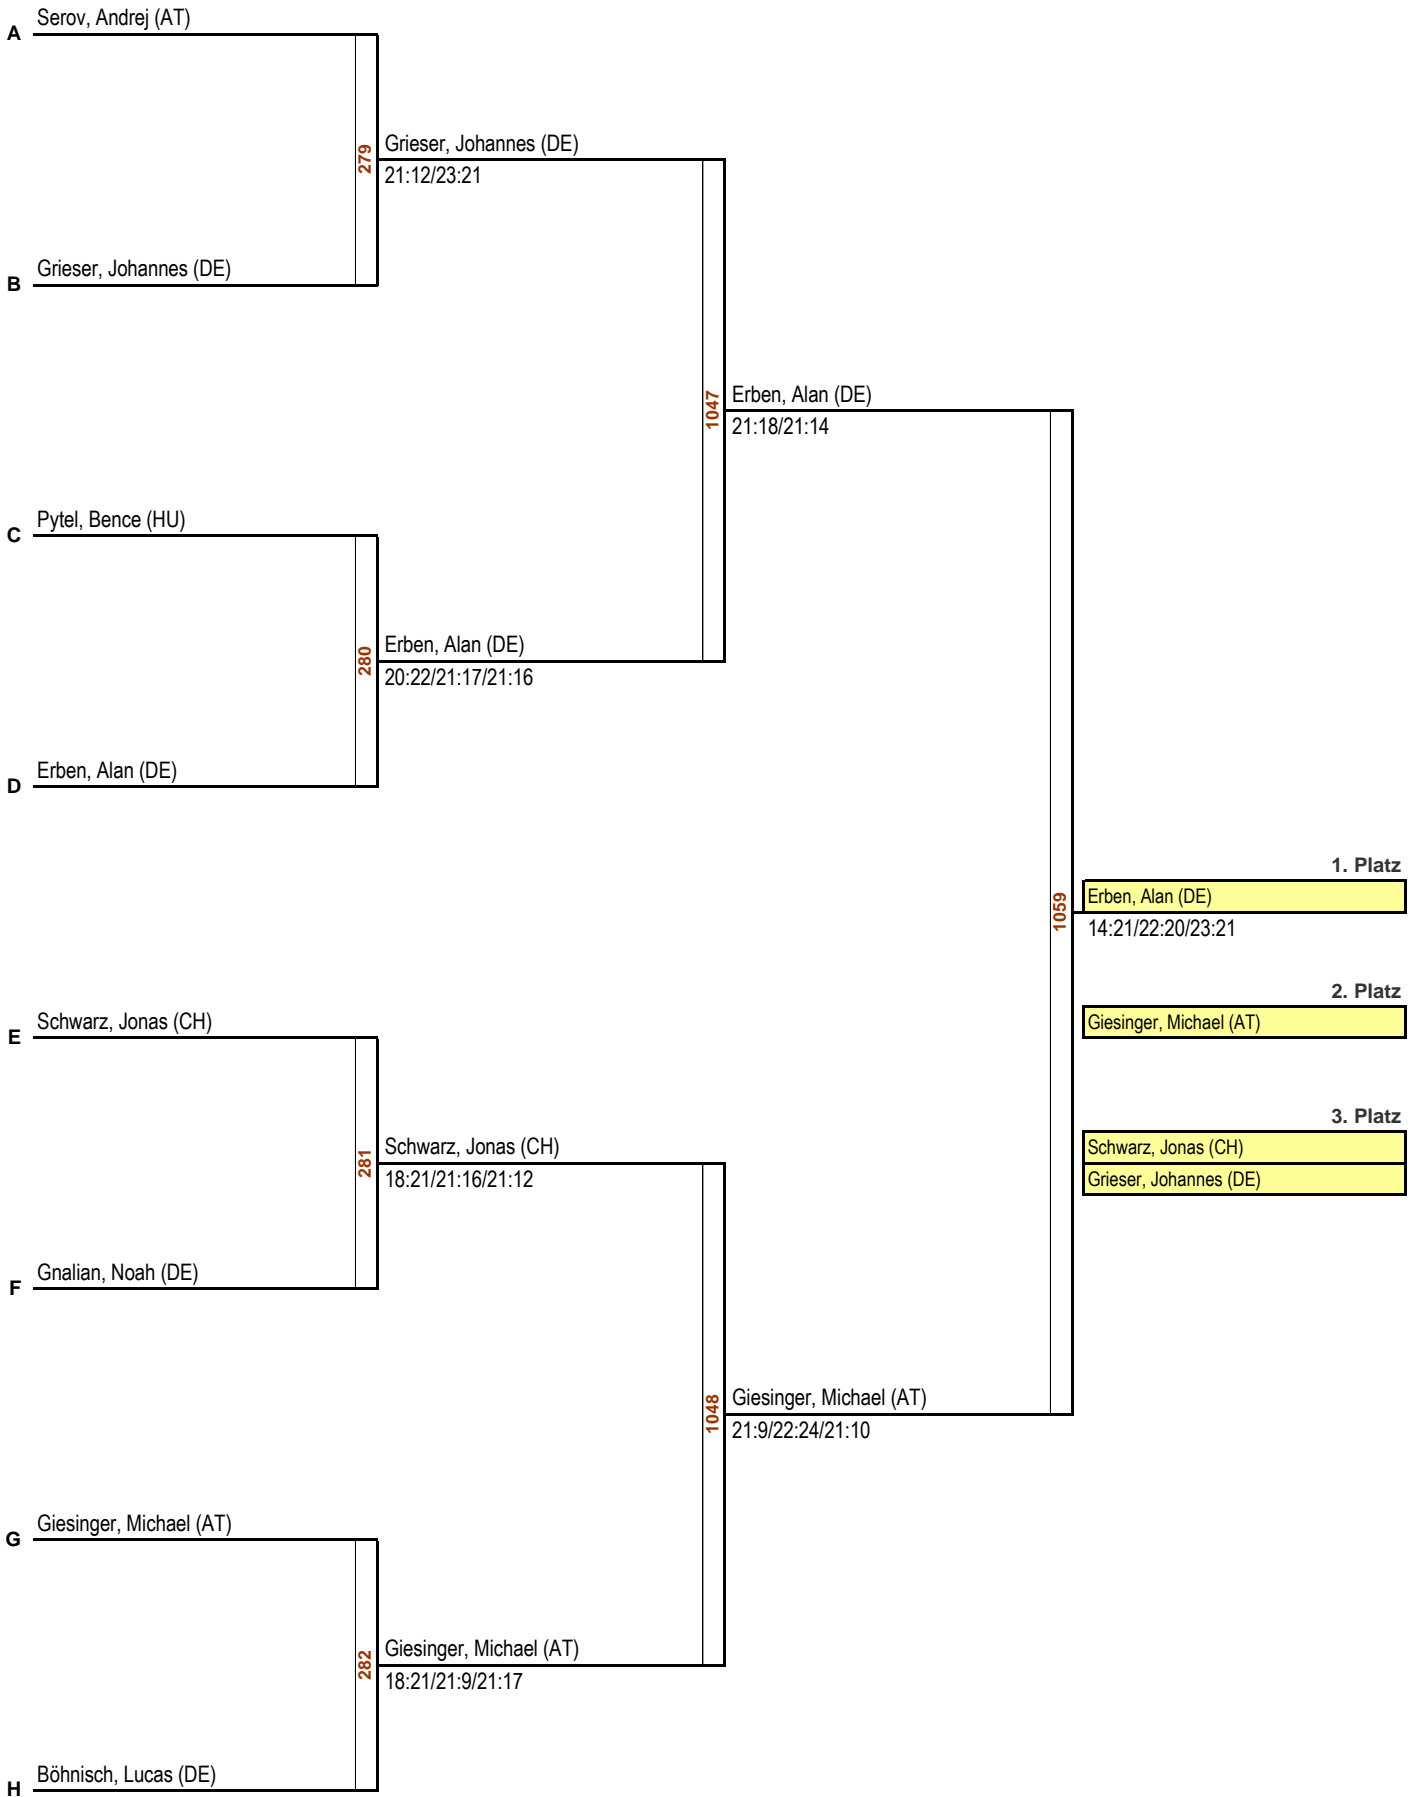 Serov, Andrej (AT)
A
279
Grieser, Johannes (DE)
21:12/23:21
Grieser, Johannes (DE)
B
1047
Erben, Alan (DE)
21:18/21:14
Pytel, Bence (HU)
C
280
Erben, Alan (DE)
20:22/21:17/21:16
Erben, Alan (DE)
D
1059
1. Platz
Erben, Alan (DE)
14:21/22:20/23:21
2. Platz
Giesinger, Michael (AT)
3. Platz
Schwarz, Jonas (CH)
Grieser, Johannes (DE)
Schwarz, Jonas (CH)
E
281
Schwarz, Jonas (CH)
18:21/21:16/21:12
Gnalian, Noah (DE)
F
1048
Giesinger, Michael (AT)
21:9/22:24/21:10
Giesinger, Michael (AT)
G
282
Giesinger, Michael (AT)
18:21/21:9/21:17
Böhnisch, Lucas (DE)
H